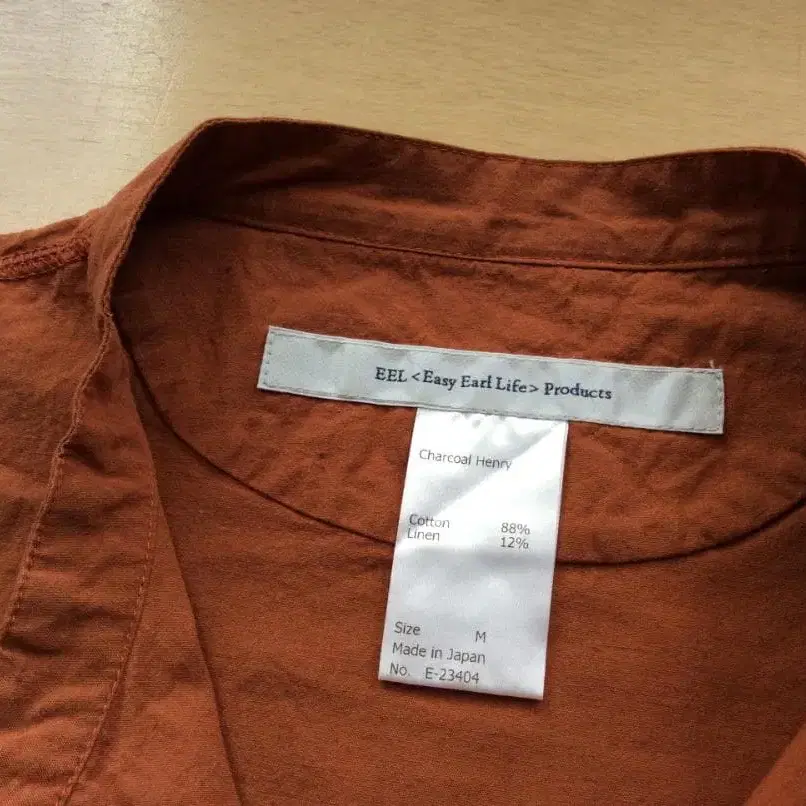 EEL <Easy Earl Life> Products
Charcoal Henry
Cotton 88%
Linen 12%
Size M
Made in Japan
No. E-23404